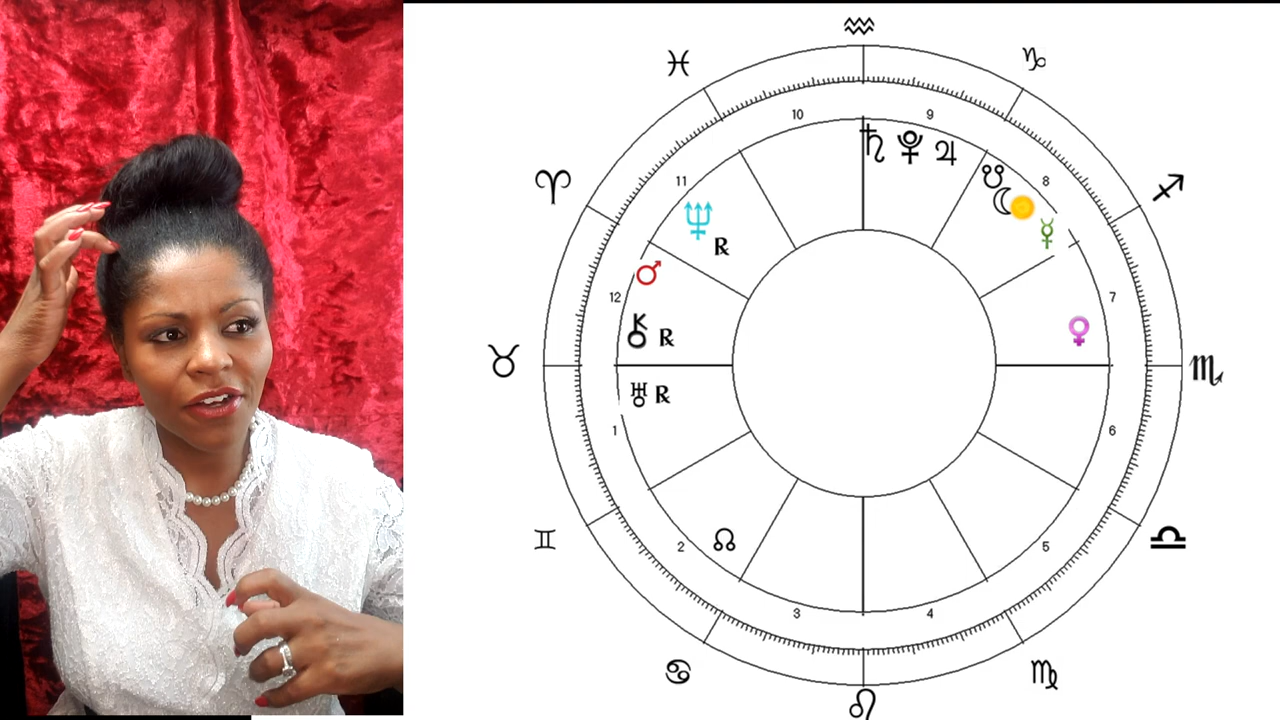 ♒
♓ ♑
10 9
♄ ♇ ♃
♈ 11 8 ♐
☋ ☾
♆ ℞ ☿
♂
12 7
⚷ ℞ ♀
♉ ♏
♅ ℞
1 6
♊ ☊ ♎
2 5
3 4
♋ ♍
♌